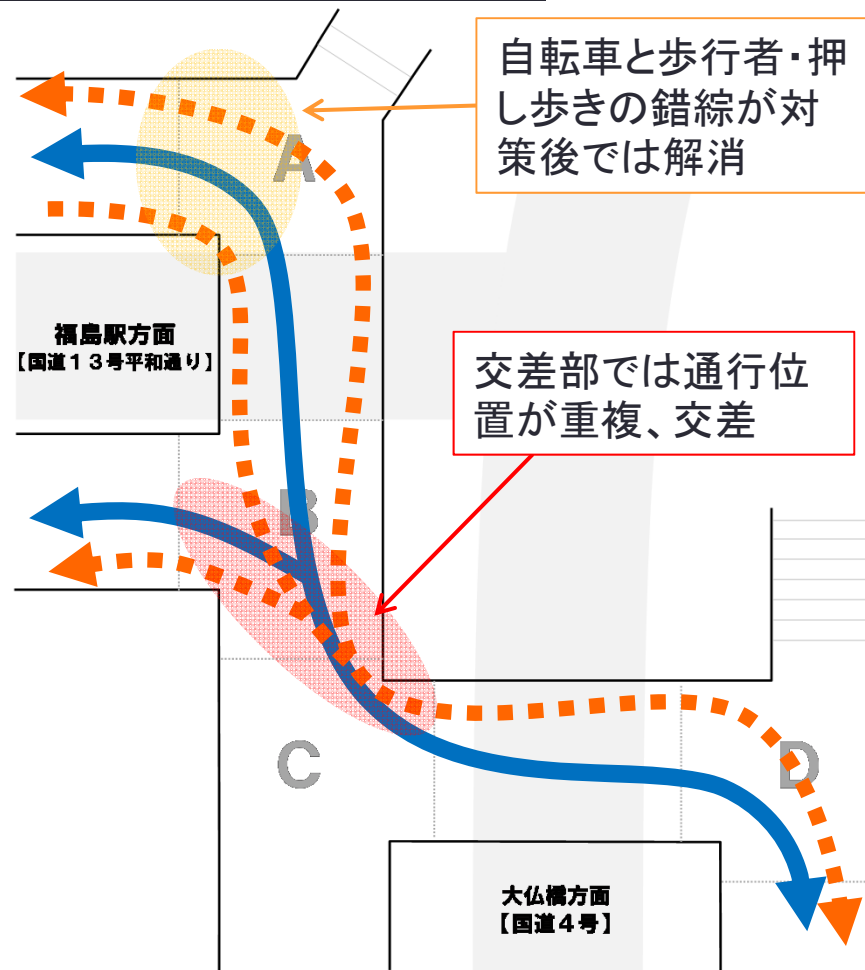 自転車と歩行者・押
し歩きの錯綜が対
策後では解消
A
福島駅方面
【国道13号平和通り】
交差部では通行位
置が重複、交差
B
C
D
大仏橋方面
【国道4号】